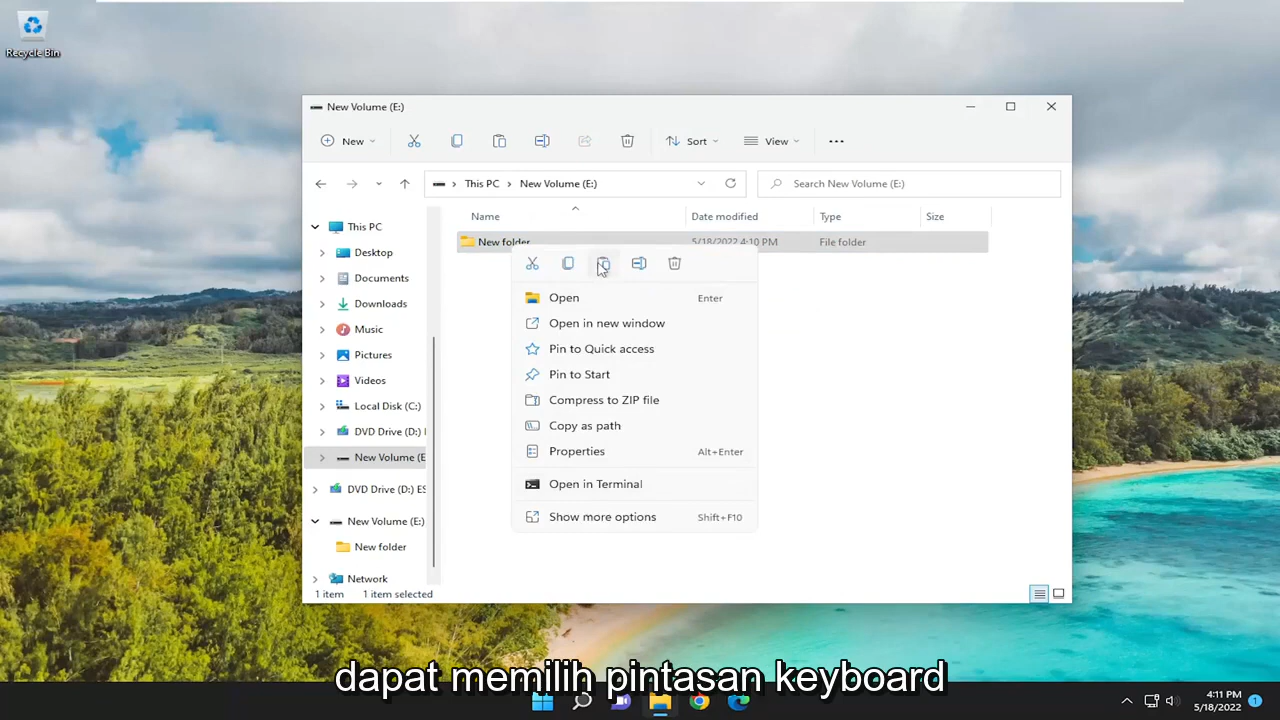 Recycle Bin
New Volume (E:)
New
Sort
View
This PC
New Volume (E:)
Search New Volume (E:)
Name
Date modified
Type
Size
New folder
5/18/2022 4:10 PM
File folder
This PC
Desktop
Documents
Downloads
Music
Pictures
Videos
Local Disk (C:)
DVD Drive (D:)
New Volume (E
DVD Drive (D:) ES
New Volume (E:)
New folder
Network
Open Enter
Open in new window
Pin to Quick access
Pin to Start
Compress to ZIP file
Copy as path
Properties Alt+Enter
Open in Terminal
Show more options Shift+F10
1 item 1 item selected
dapat memilih pintasan keyboard
4:11 PM
5/18/2022
1